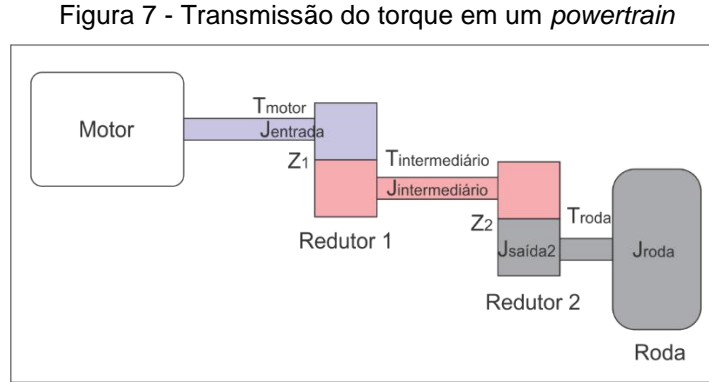 Figura 7 - Transmissão do torque em um powertrain
Motor
Tmotor
Jentrada
Z1
Redutor 1
Tintermediário
Jintermediário
Z2
Redutor 2
Jsaída2
Troda
Jroda
Roda